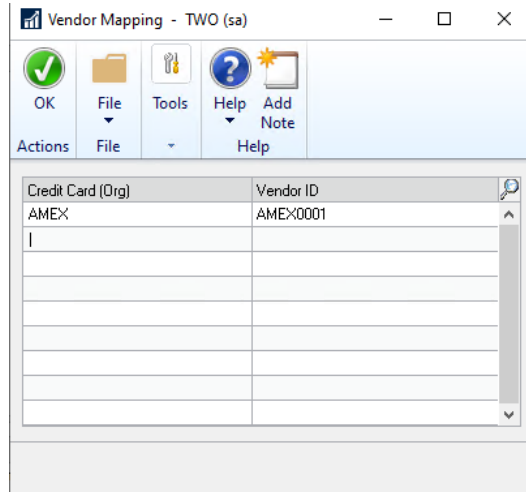 Vendor Mapping - TWO (sa)
OK File Tools Help Add Note
Actions File Help
Credit Card (Org) Vendor ID
AMEX AMEX0001